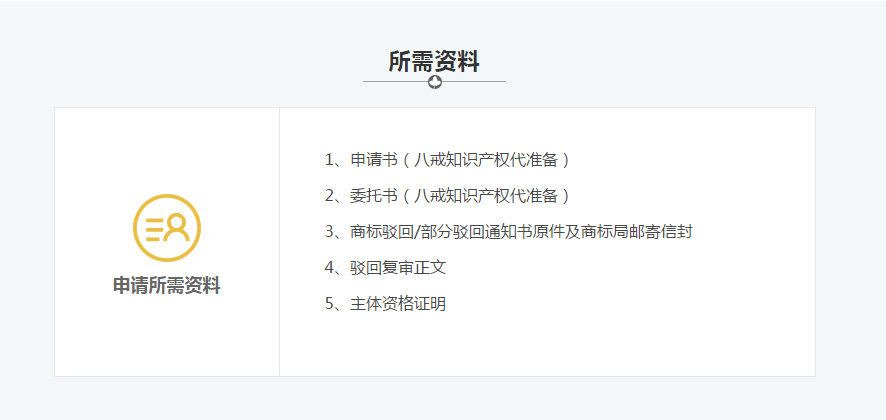 所需资料
申请所需资料
1、申请书（八戒知识产权代准备）
2、委托书（八戒知识产权代准备）
3、商标驳回/部分驳回通知书原件及商标局邮寄信封
4、驳回复审正文
5、主体资格证明